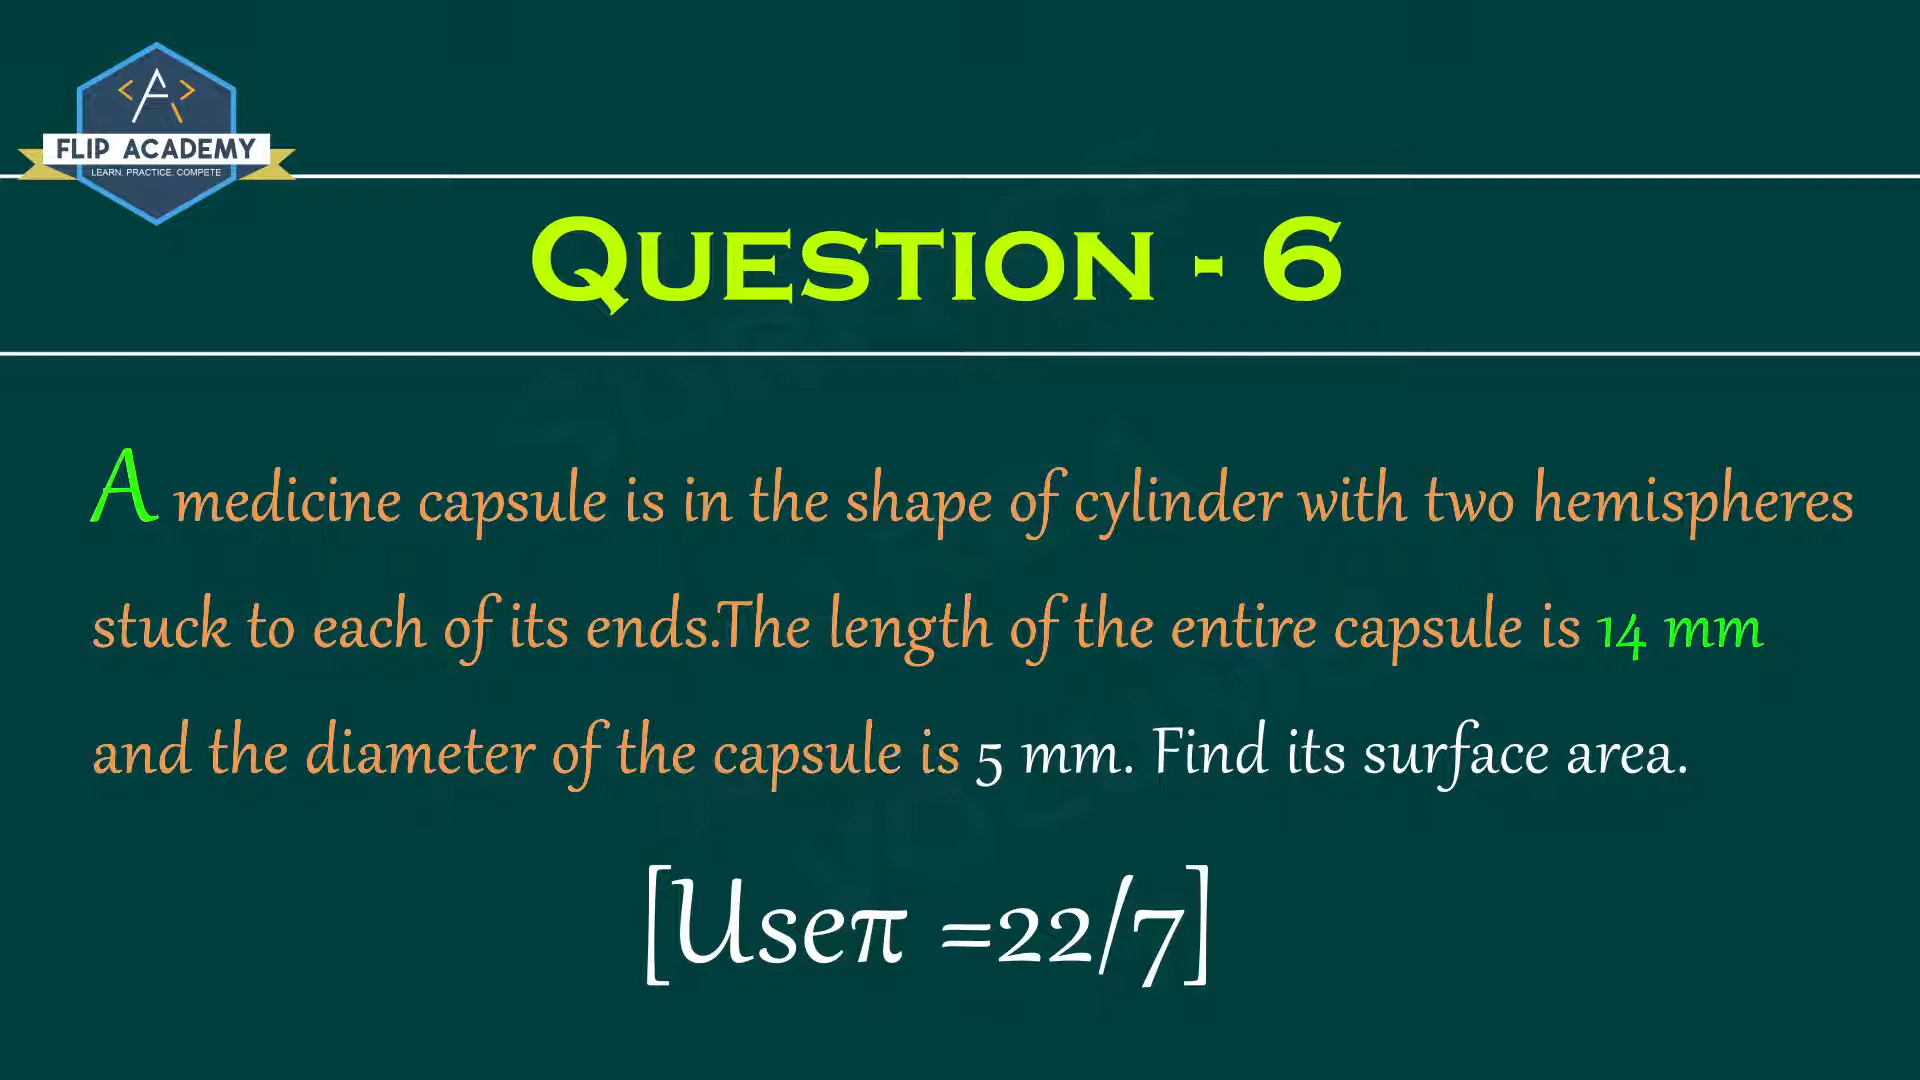 FLIP ACADEMY
LEARN. PRACTICE. COMPETE
QUESTION - 6
A medicine capsule is in the shape of cylinder with two hemispheres
stuck to each of its ends.The length of the entire capsule is 14 mm
and the diameter of the capsule is 5 mm. Find its surface area.
[Useπ =22/7]